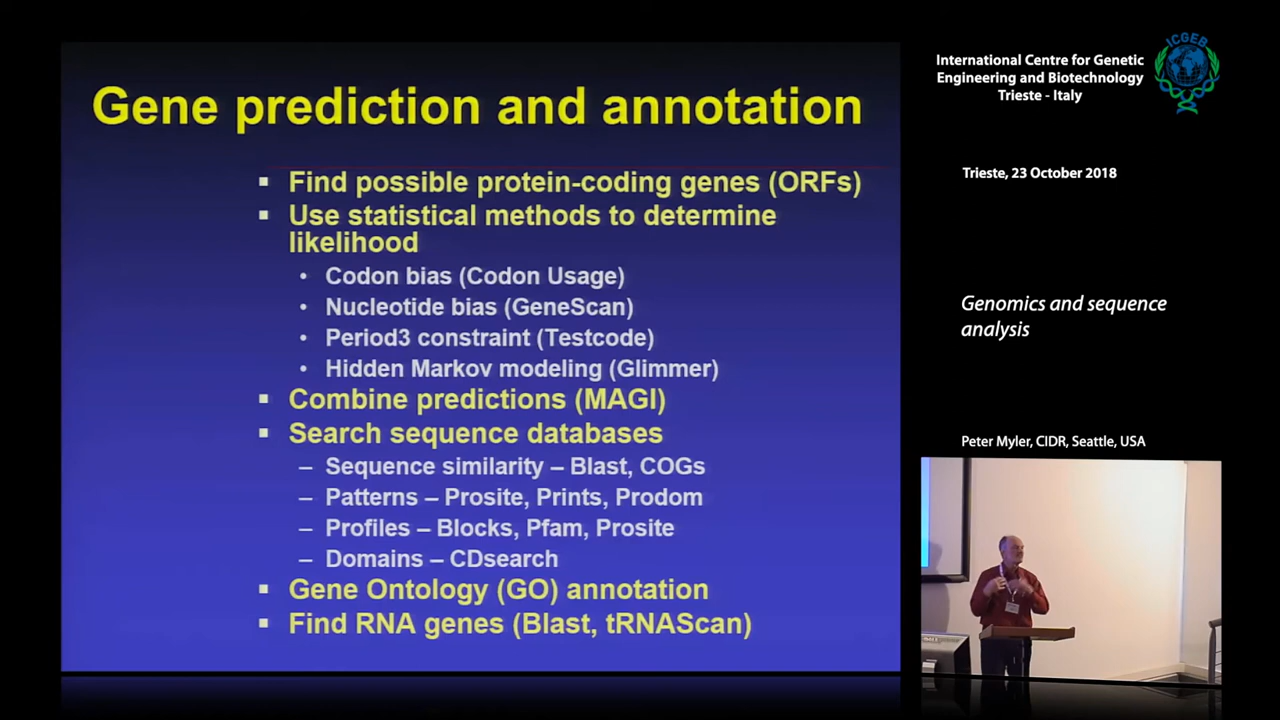 Gene prediction and annotation
▪ Find possible protein-coding genes (ORFs)
▪ Use statistical methods to determine
likelihood
• Codon bias (Codon Usage)
• Nucleotide bias (GeneScan)
• Period3 constraint (Testcode)
• Hidden Markov modeling (Glimmer)
▪ Combine predictions (MAGI)
▪ Search sequence databases
– Sequence similarity – Blast, COGs
– Patterns – Prosite, Prints, Prodom
– Profiles – Blocks, Pfam, Prosite
– Domains – CDsearch
▪ Gene Ontology (GO) annotation
▪ Find RNA genes (Blast, tRNAScan)
International Centre for Genetic
Engineering and Biotechnology
Trieste - Italy
ICGEB
Trieste, 23 October 2018
Genomics and sequence
analysis
Peter Myler, CIDR, Seattle, USA